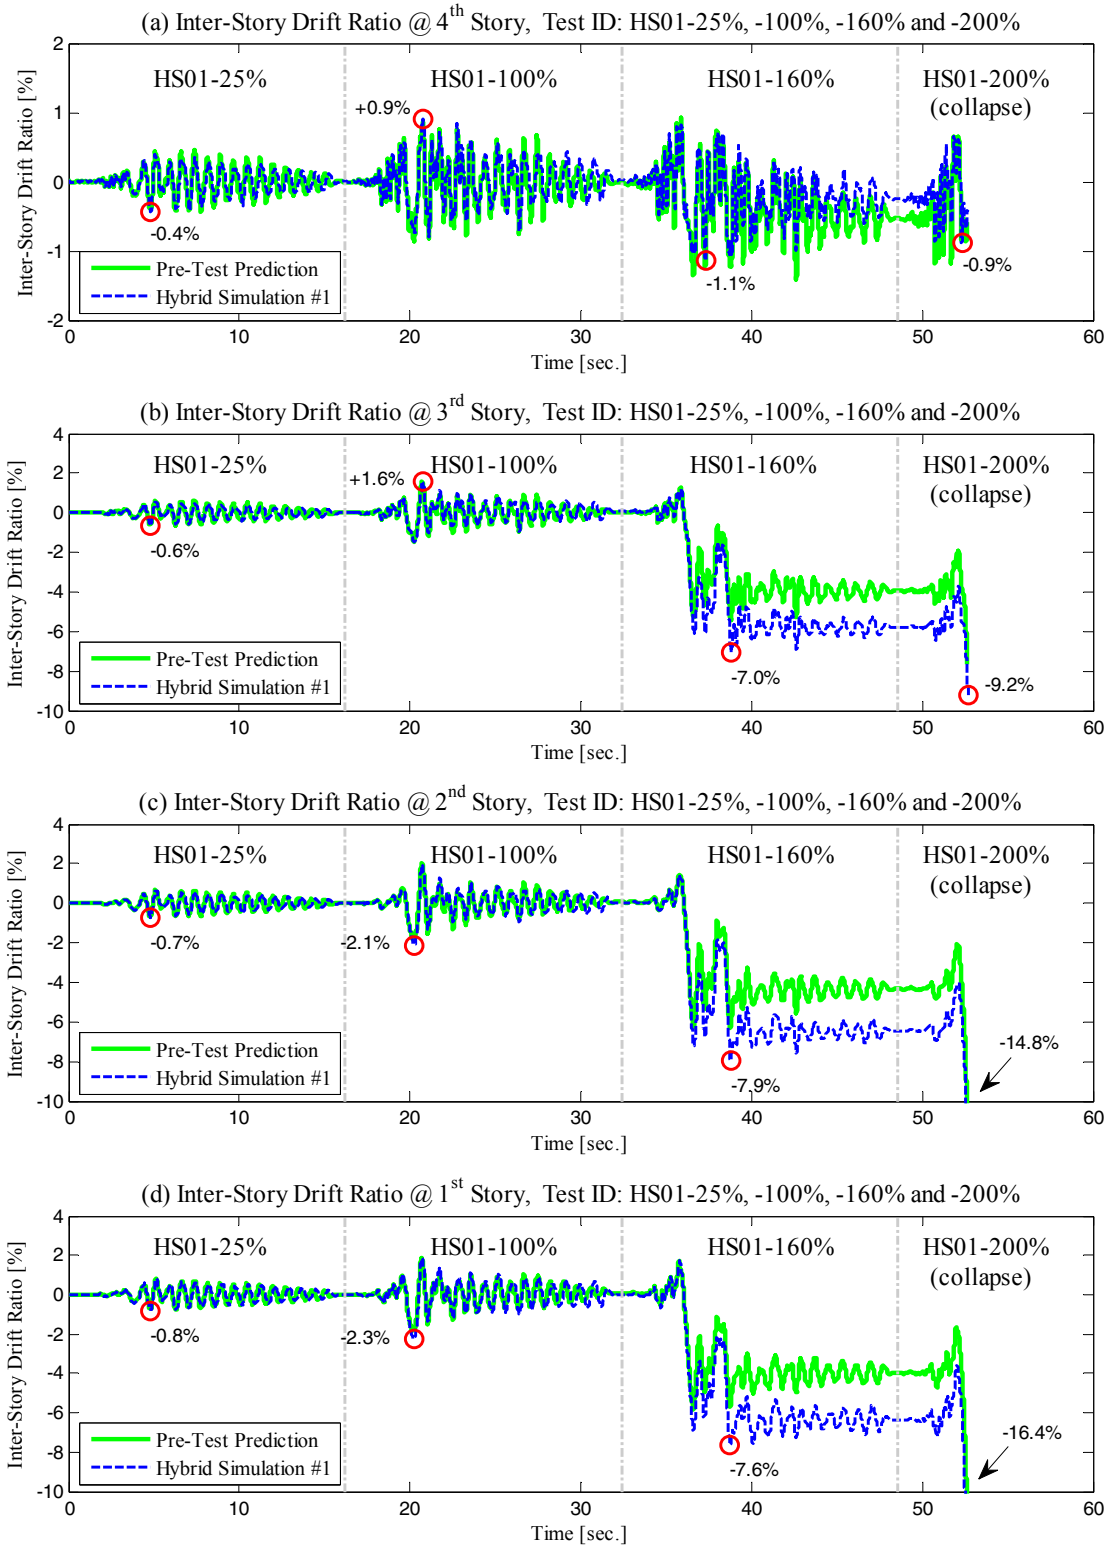 (a) Inter-Story Drift Ratio @ 4th Story, Test ID: HS01-25%, -100%, -160% and -200%
Inter-Story Drift Ratio [%]
2
1
0
-1
-2
HS01-25%
HS01-100%
HS01-160%
HS01-200%
(collapse)
+0.9%
-0.4%
-1.1%
-0.9%
Pre-Test Prediction
Hybrid Simulation #1
0 10 20 30 40 50 60
Time [sec.]
(b) Inter-Story Drift Ratio @ 3rd Story, Test ID: HS01-25%, -100%, -160% and -200%
Inter-Story Drift Ratio [%]
4
2
0
-2
-4
-6
-8
-10
HS01-25%
HS01-100%
HS01-160%
HS01-200%
(collapse)
+1.6%
-0.6%
-7.0%
-9.2%
Pre-Test Prediction
Hybrid Simulation #1
0 10 20 30 40 50 60
Time [sec.]
(c) Inter-Story Drift Ratio @ 2nd Story, Test ID: HS01-25%, -100%, -160% and -200%
Inter-Story Drift Ratio [%]
4
2
0
-2
-4
-6
-8
-10
HS01-25%
HS01-100%
HS01-160%
HS01-200%
(collapse)
-0.7%
-2.1%
-7.9%
-14.8%
Pre-Test Prediction
Hybrid Simulation #1
0 10 20 30 40 50 60
Time [sec.]
(d) Inter-Story Drift Ratio @ 1st Story, Test ID: HS01-25%, -100%, -160% and -200%
Inter-Story Drift Ratio [%]
4
2
0
-2
-4
-6
-8
-10
HS01-25%
HS01-100%
HS01-160%
HS01-200%
(collapse)
-0.8%
-2.3%
-7.6%
-16.4%
Pre-Test Prediction
Hybrid Simulation #1
0 10 20 30 40 50 60
Time [sec.]